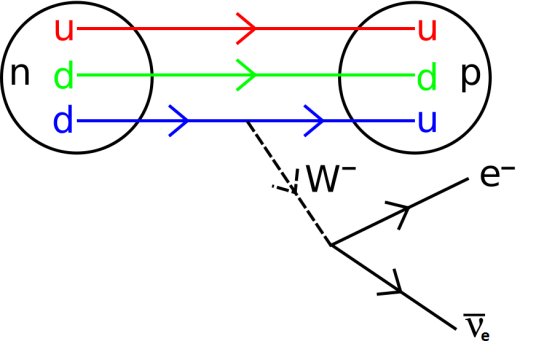 u u
n d d p
d u
W⁻
e⁻
ν̅ₑ